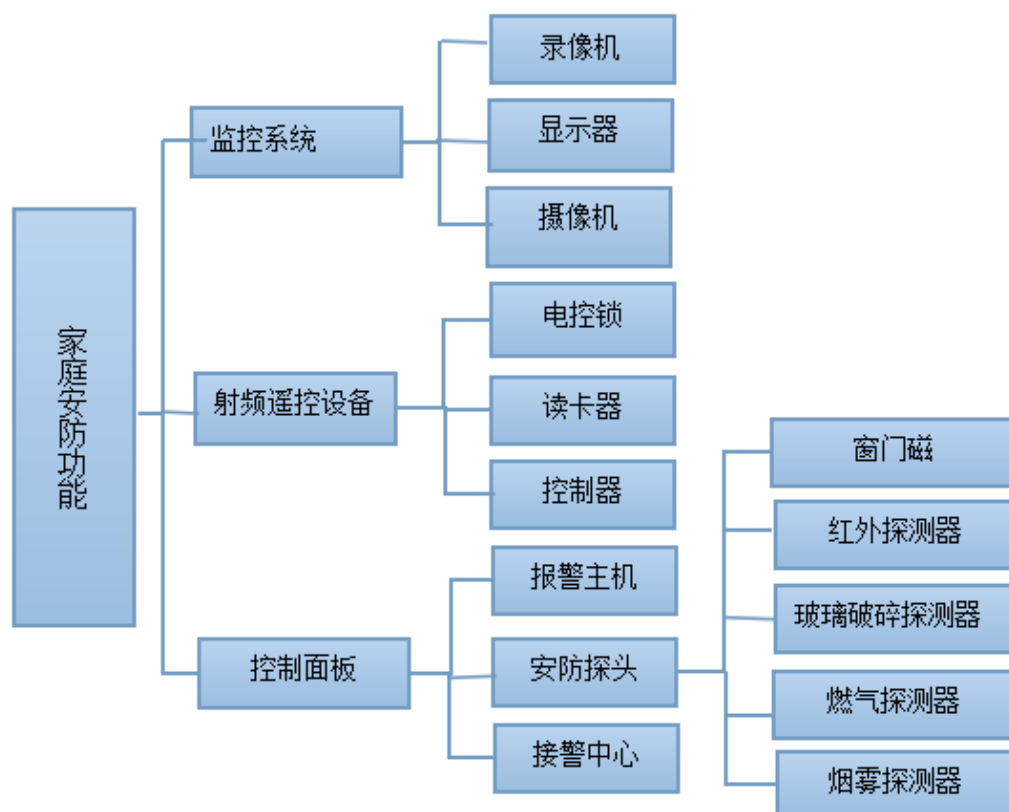 家庭安防功能
监控系统
录像机
显示器
摄像机
射频遥控设备
电控锁
读卡器
控制器
控制面板
报警主机
安防探头
接警中心
窗门磁
红外探测器
玻璃破碎探测器
燃气探测器
烟雾探测器